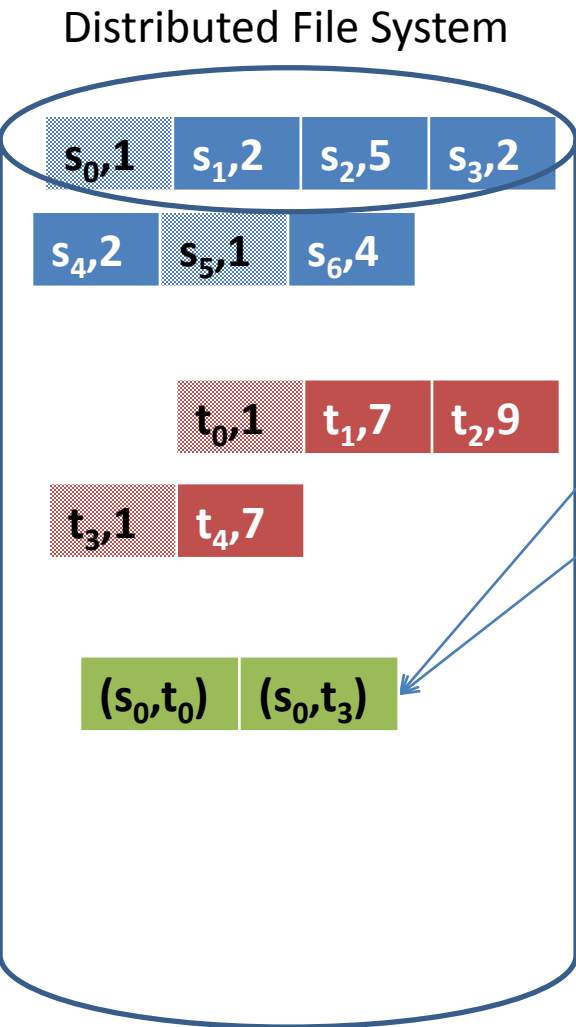 Distributed File System
s₀,1 s₁,2 s₂,5 s₃,2
s₄,2 s₅,1 s₆,4
t₀,1 t₁,7 t₂,9
t₃,1 t₄,7
(s₀,t₀) (s₀,t₃)